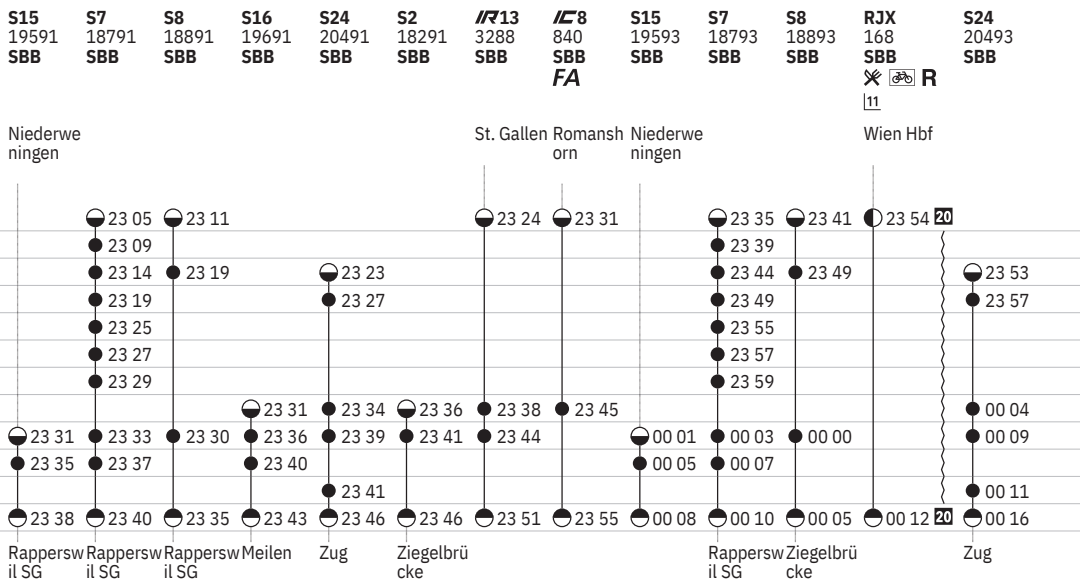 S15 S7 S8 S16 S24 S2 IR13 IC8 S15 S7 S8 RJX S24
19591 18791 18891 19691 20491 18291 3288 840 19593 18793 18893 168 20493
SBB SBB SBB SBB SBB SBB SBB SBB SBB SBB SBB SBB SBB
FA R
11
Niederwe St. Gallen Romansh Niederwe Wien Hbf
ningen orn ningen
23 05 23 11 23 24 23 31 23 35 23 41 23 54 20
23 09 23 39
23 14 23 19 23 23 23 44 23 49 23 53
23 19 23 27 23 49 23 57
23 25 23 55
23 27 23 57
23 29 23 59
23 31 23 34 23 36 23 38 23 45 00 04
23 31 23 33 23 30 23 36 23 39 23 41 23 44 00 01 00 03 00 00 00 09
23 35 23 37 23 40 00 05 00 07
23 41 00 11
23 38 23 40 23 35 23 43 23 46 23 46 23 51 23 55 00 08 00 10 00 05 00 12 20 00 16
Rappersw Rappersw Rappersw Meilen Zug Ziegelbrü Rappersw Ziegelbrü Zug
il SG il SG il SG cke il SG cke